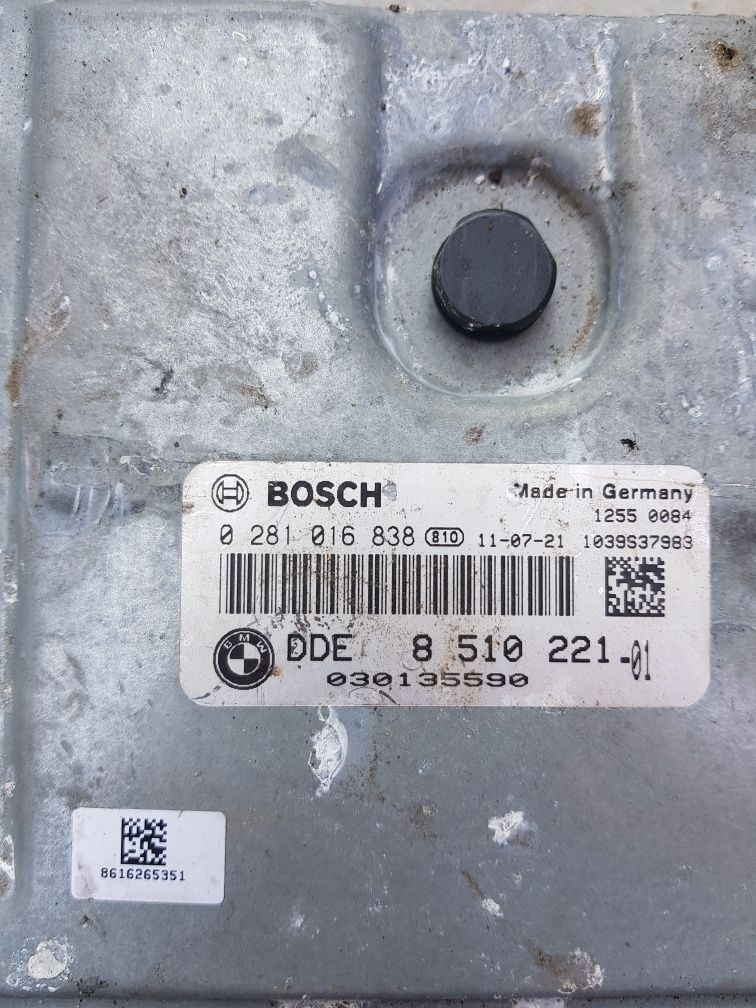 BOSCH
Made in Germany
1255 0084
0 281 016 838 810 11-07-21 1039S37983
BMW
DDE 8 510 221-01
030135590
8616265351